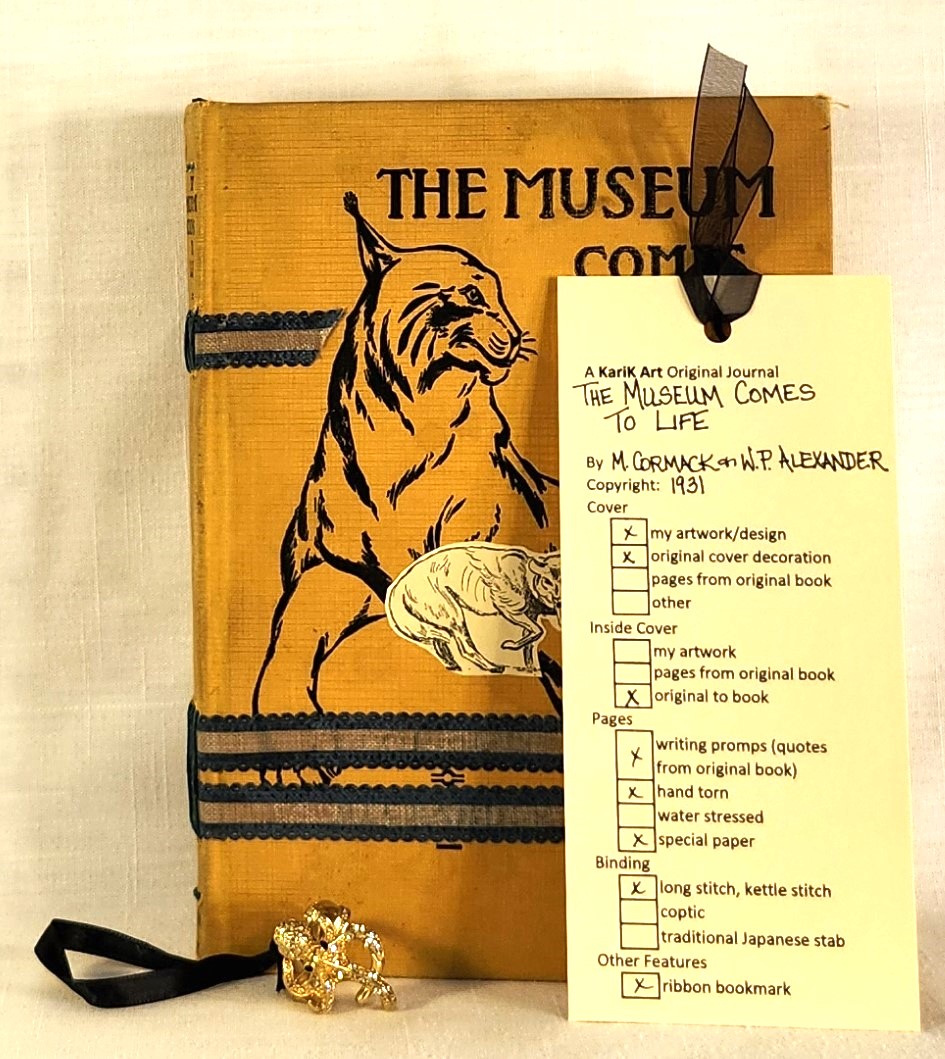 THE MUSEUM
COMES
A KariK Art Original Journal
THE MUSEUM COMES
TO LIFE
By M. CORMACK & W.P. ALEXANDER
Copyright: 1931
Cover
x my artwork/design
x original cover decoration
pages from original book
other
Inside Cover
my artwork
pages from original book
x original to book
Pages
x writing promps (quotes
from original book)
x hand torn
water stressed
x special paper
Binding
x long stitch, kettle stitch
coptic
traditional Japanese stab
Other Features
x ribbon bookmark